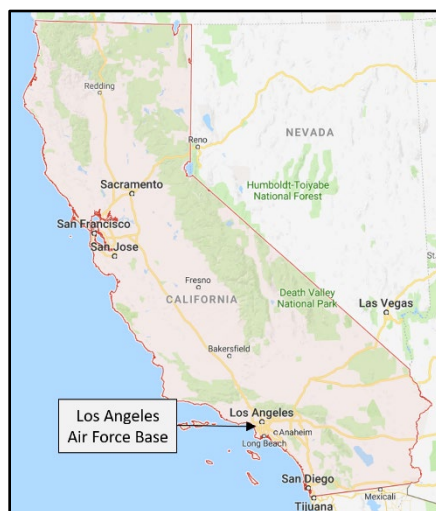 Redding
Reno
NEVADA
Sacramento
Humboldt-Toiyabe
National Forest
San Francisco
San Jose
Fresno
CALIFORNIA
Death Valley
National Park
St.
Las Vegas
Bakersfield
Los Angeles
Air Force Base
Los Angeles
Anaheim
Long Beach
San Diego
Tijuana
Mexicali